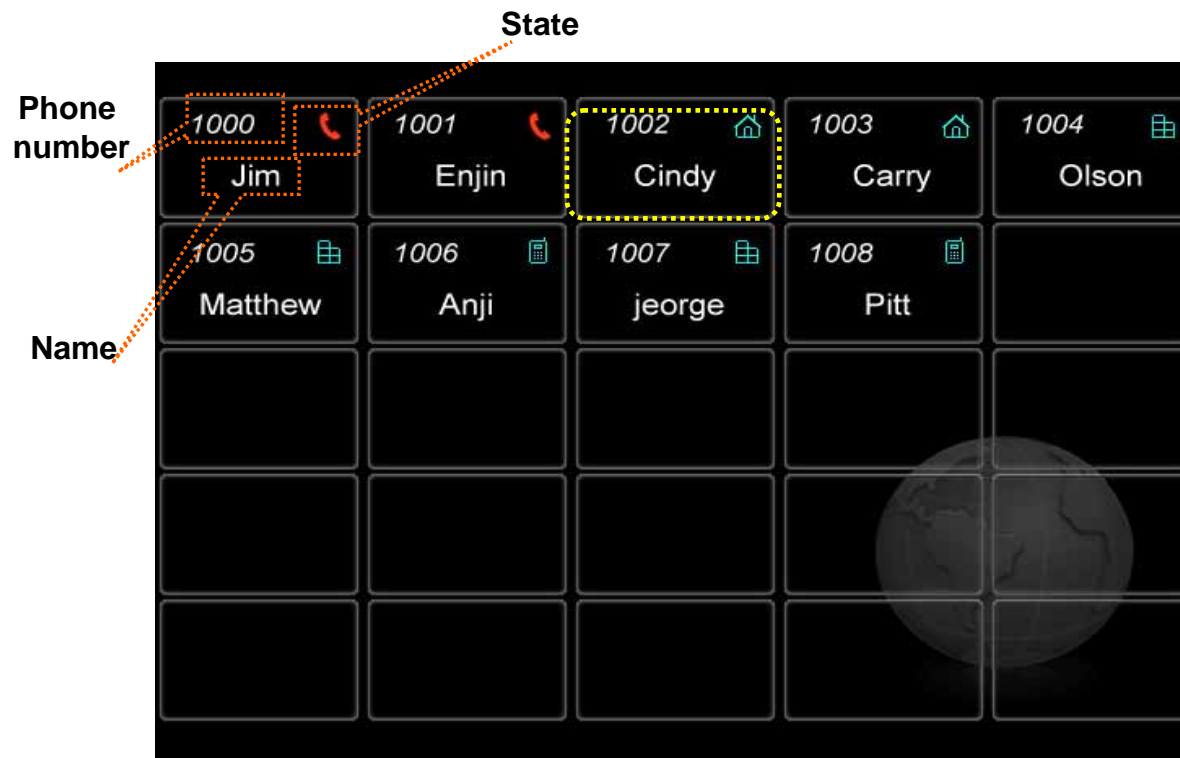 State
Phone
number
1000
1001
1002
1003
1004
Jim
Enjin
Cindy
Carry
Olson
1005
1006
1007
1008
Matthew
Anji
jeorge
Pitt
Name